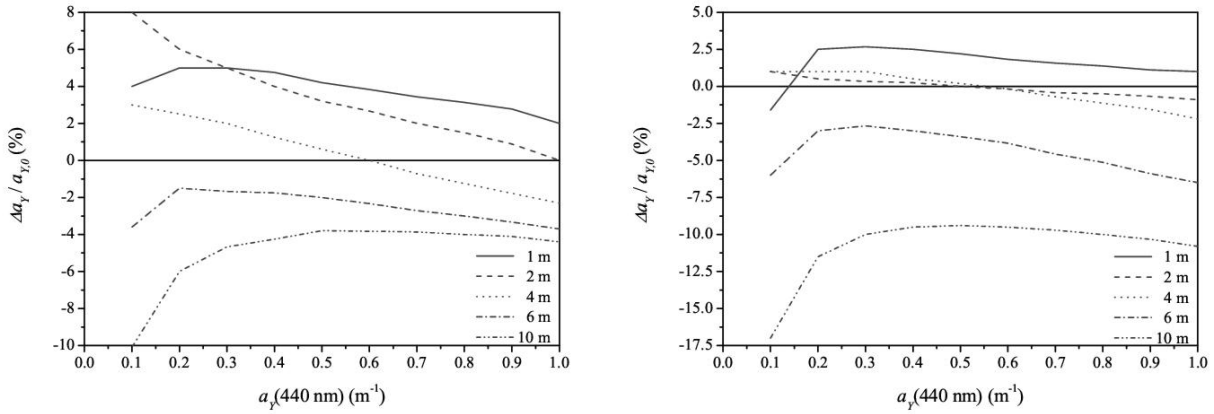 8
6
4
2
0
-2
-4
-6
-8
-10
Δa_Y / a_{Y,0} (%)
1 m
2 m
4 m
6 m
10 m
0.0 0.1 0.2 0.3 0.4 0.5 0.6 0.7 0.8 0.9 1.0
a_Y(440 nm) (m⁻¹)
5.0
2.5
0.0
-2.5
-5.0
-7.5
-10.0
-12.5
-15.0
-17.5
Δa_Y / a_{Y,0} (%)
1 m
2 m
4 m
6 m
10 m
0.0 0.1 0.2 0.3 0.4 0.5 0.6 0.7 0.8 0.9 1.0
a_Y(440 nm) (m⁻¹)